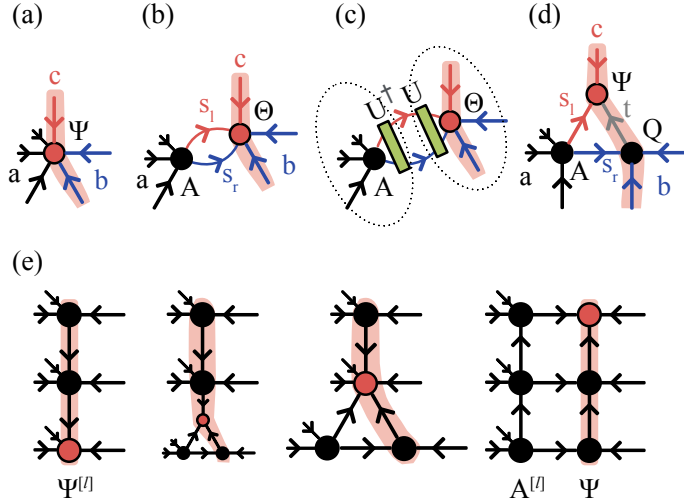 (a)
c
Ψ
a
b
(b)
c
s_l
Θ
a
A
s_r
b
(c)
c
U†
U
Θ
a
A
b
(d)
c
Ψ
s_l
t
Q
a
A
s_r
b
(e)
Ψ^[l]
A^[l]
Ψ